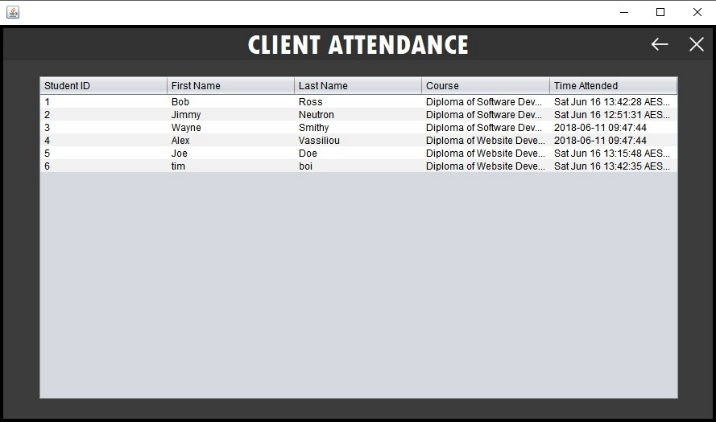 CLIENT ATTENDANCE
Student ID First Name Last Name Course Time Attended
1 Bob Ross Diploma of Software Dev... Sat Jun 16 13:42:28 AES...
2 Jimmy Neutron Diploma of Software Dev... Sat Jun 16 12:51:31 AES...
3 Wayne Smithy Diploma of Software Dev... 2018-06-11 09:47:44
4 Alex Vassiliou Diploma of Website Deve... 2018-06-11 09:47:44
5 Joe Doe Diploma of Website Deve... Sat Jun 16 13:15:48 AES...
6 tim boi Diploma of Website Deve... Sat Jun 16 13:42:35 AES...